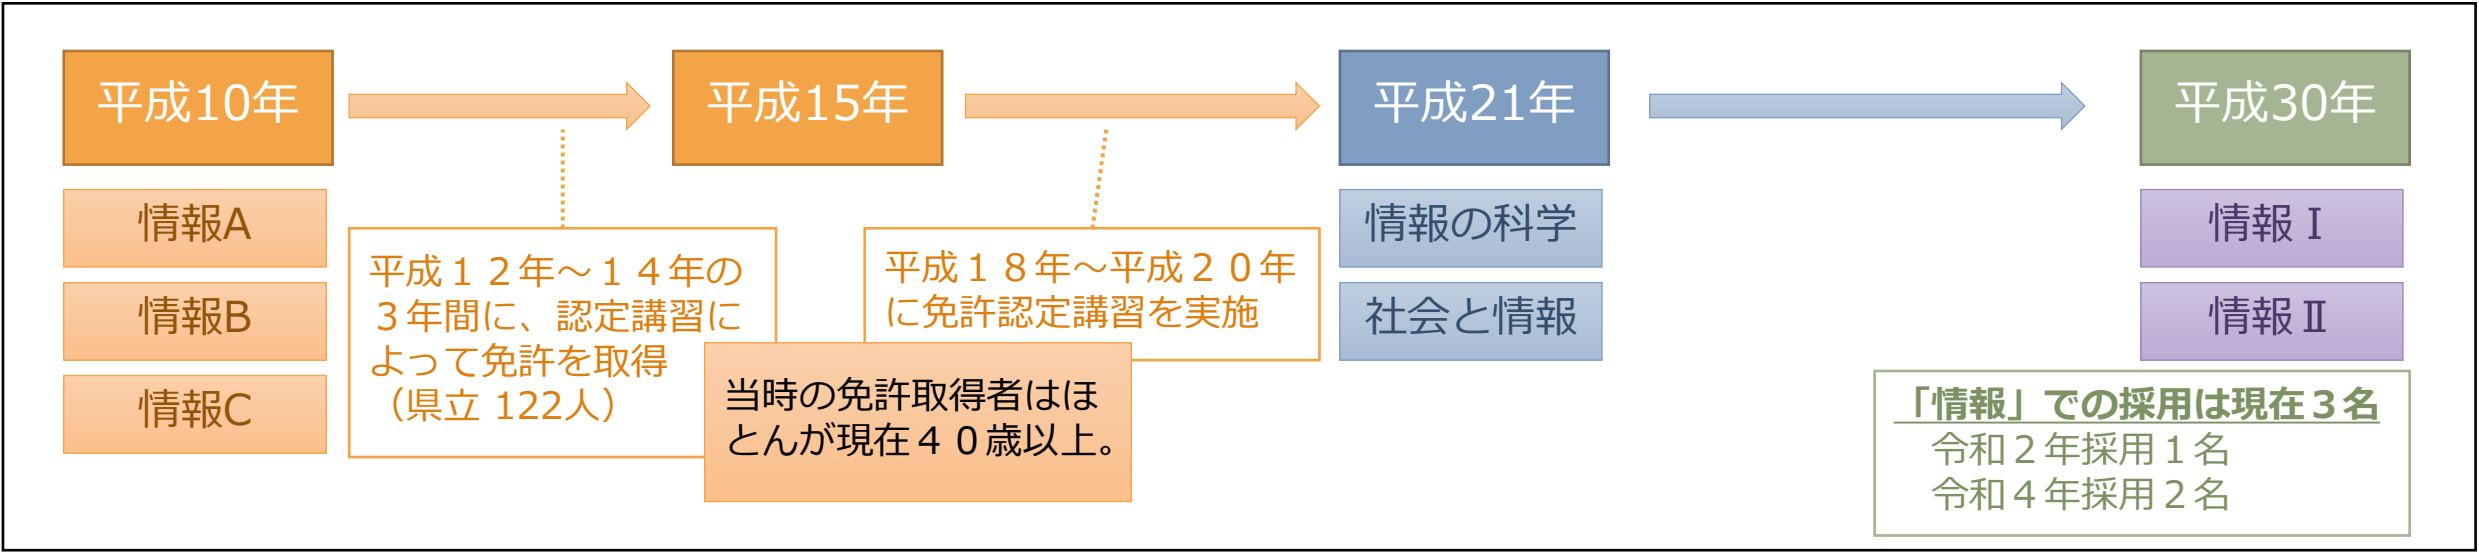 平成10年
平成15年
平成21年
平成30年
情報A
情報B
情報C
平成１２年～１４年の
３年間に、認定講習に
よって免許を取得
（県立 122人）
平成１８年～平成２０年
に免許認定講習を実施
当時の免許取得者はほ
とんが現在４０歳以上。
情報の科学
社会と情報
情報Ⅰ
情報Ⅱ
「情報」での採用は現在３名
令和２年採用１名
令和４年採用２名